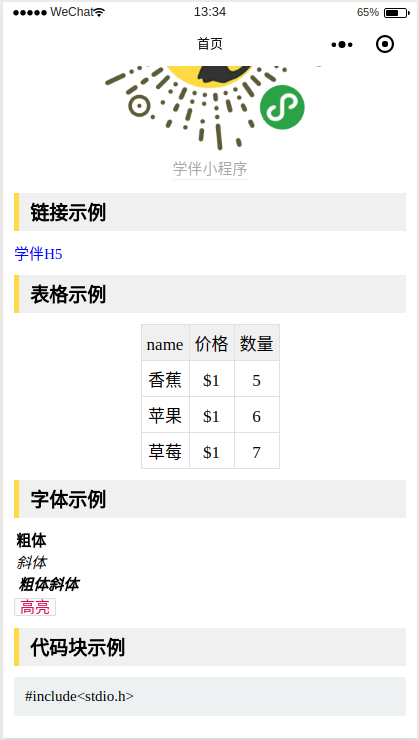 WeChat 13:34 65%
首页
学伴小程序
链接示例
学伴H5
表格示例
name 价格 数量
香蕉 $1 5
苹果 $1 6
草莓 $1 7
字体示例
粗体
斜体
粗体斜体
高亮
代码块示例
#include<stdio.h>